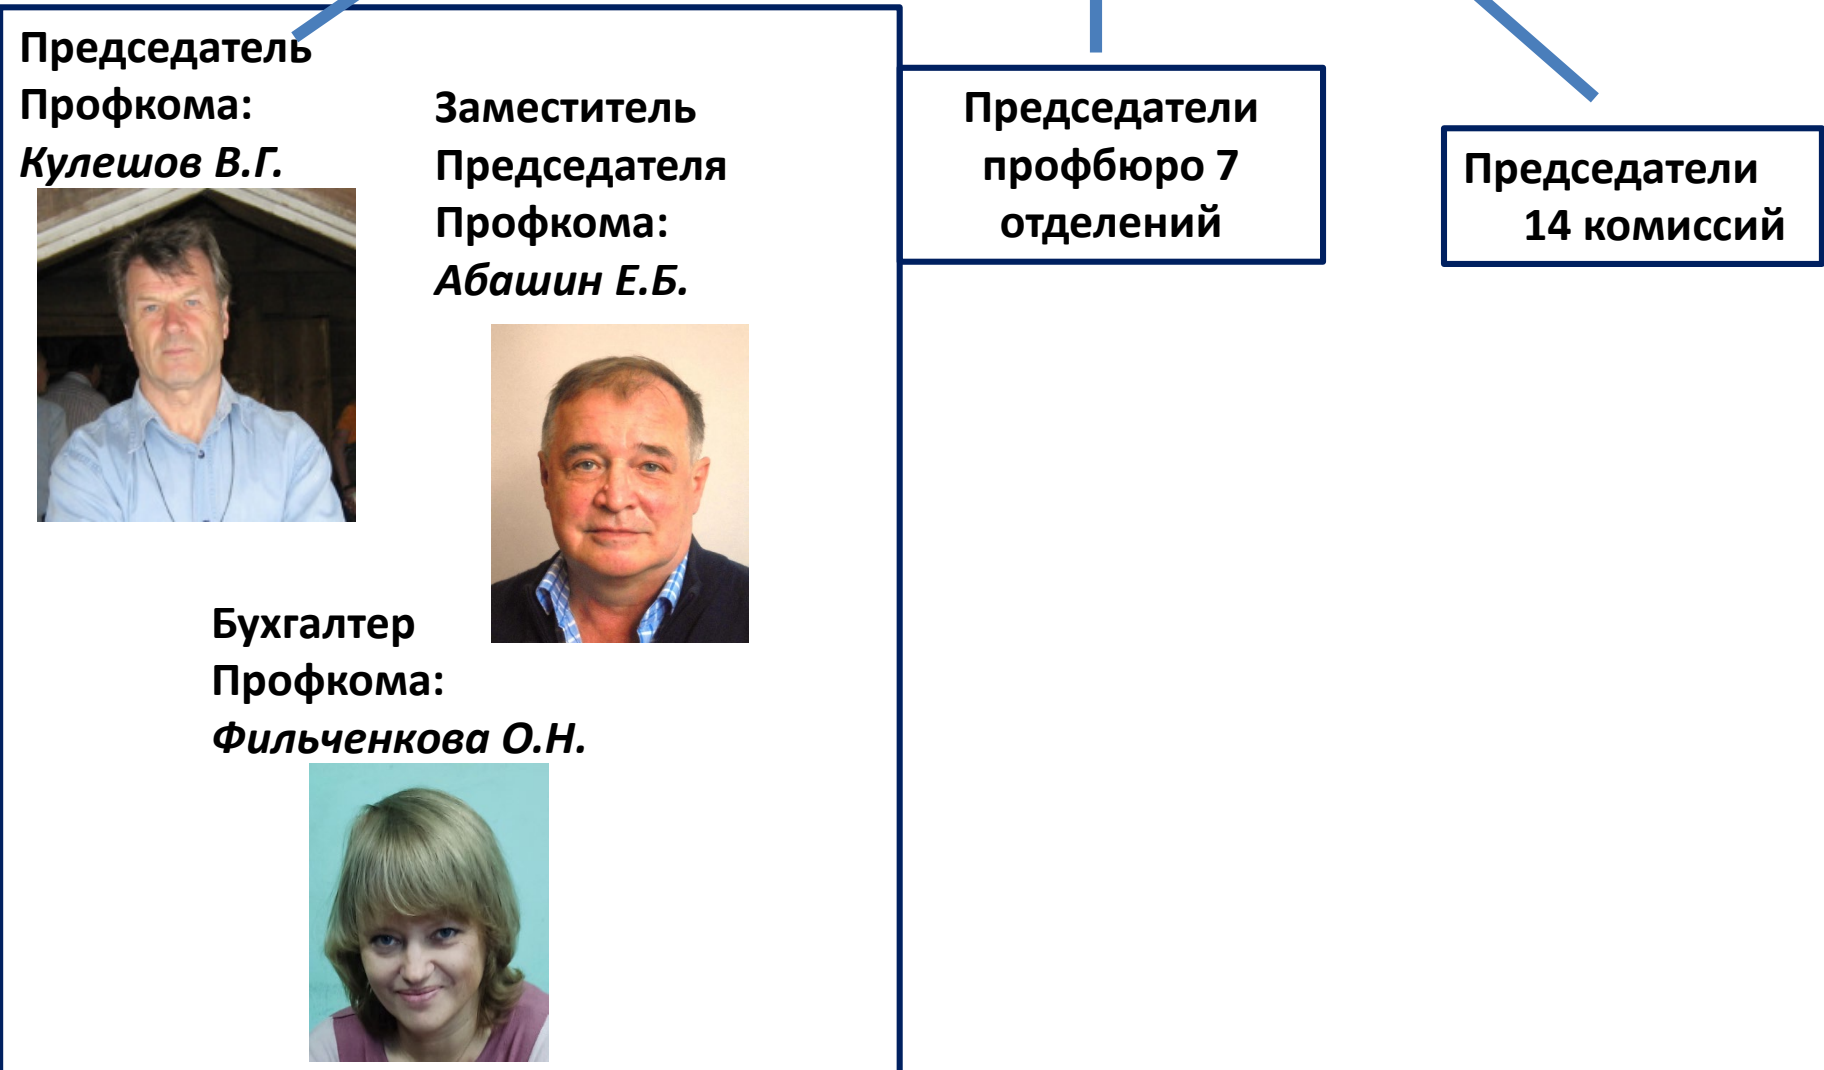 Председатель
Профкома:
Кулешов В.Г.
Заместитель
Председателя
Профкома:
Абашин Е.Б.
Бухгалтер
Профкома:
Фильченкова О.Н.
Председатели
профбюро 7
отделений
Председатели
14 комиссий